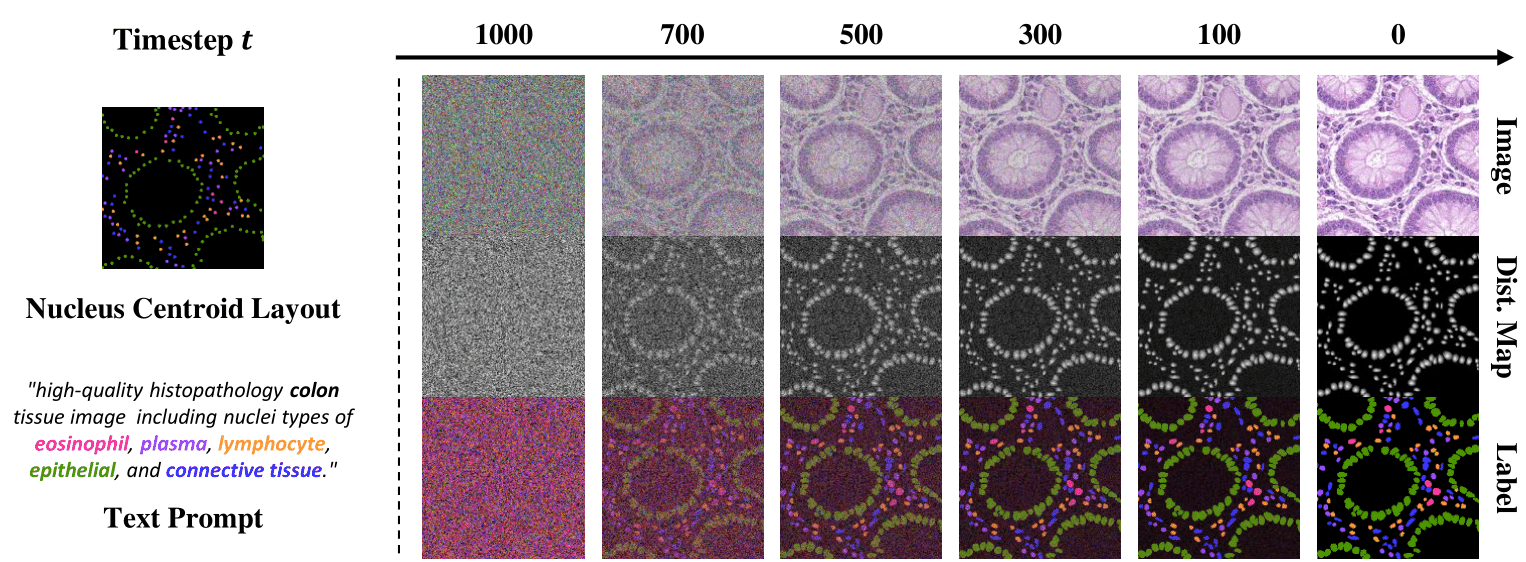 Timestep t
1000 700 500 300 100 0
Nucleus Centroid Layout
"high-quality histopathology colon
tissue image including nuclei types of
eosinophil, plasma, lymphocyte,
epithelial, and connective tissue."
Text Prompt
Image
Dist. Map
Label